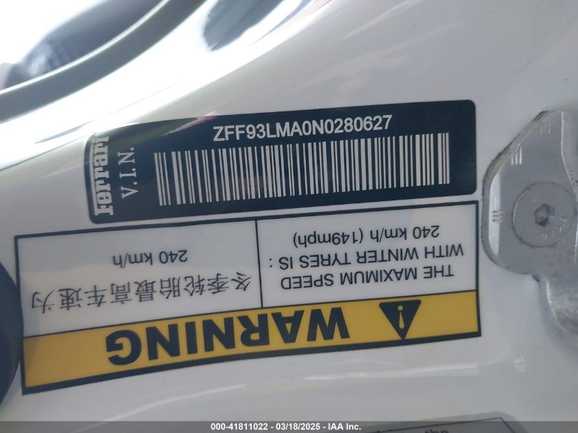 Ferrari
V.I.N.
ZFF93LMA0N0280627
WARNING
THE MAXIMUM SPEED
WITH WINTER TYRES IS :
240 km/h (149mph)
冬季轮胎最高车速为
240 km/h
00-41811022 — 03/18/2025 — IAA Inc.